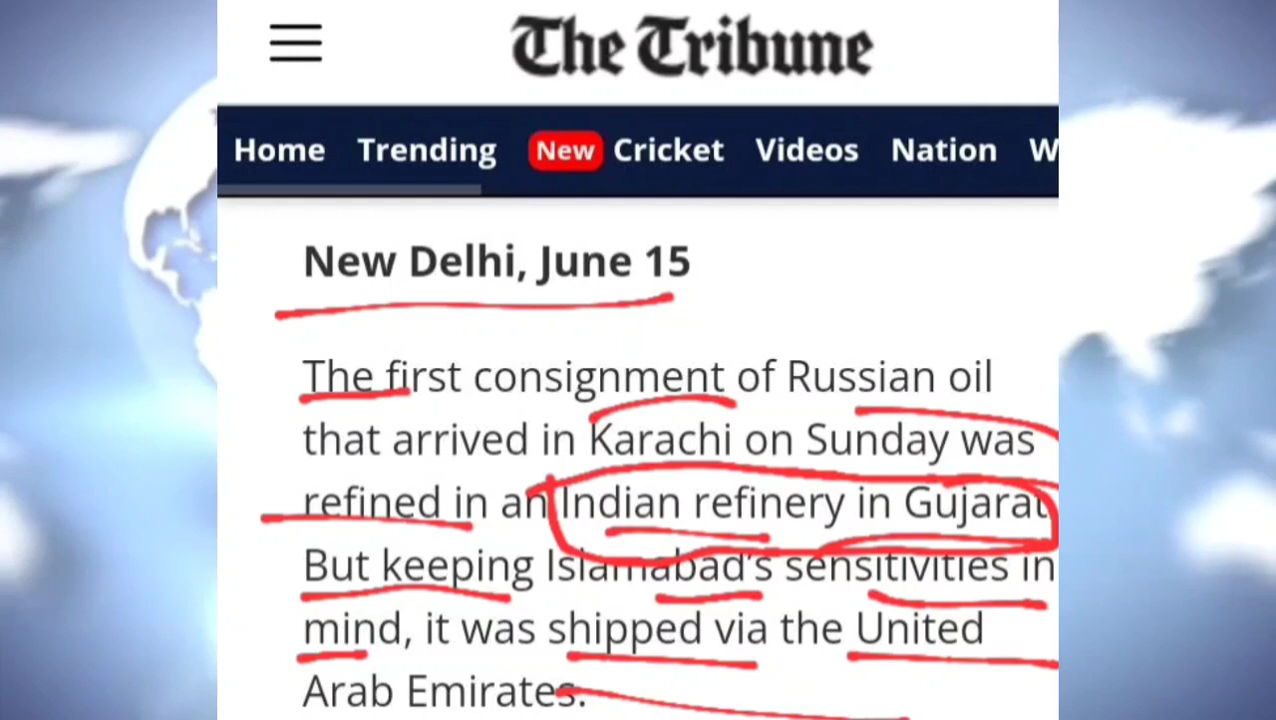 The Tribune
Home Trending New Cricket Videos Nation W
New Delhi, June 15
The first consignment of Russian oil
that arrived in Karachi on Sunday was
refined in an Indian refinery in Gujarat
But keeping Islamabad's sensitivities in
mind, it was shipped via the United
Arab Emirates.